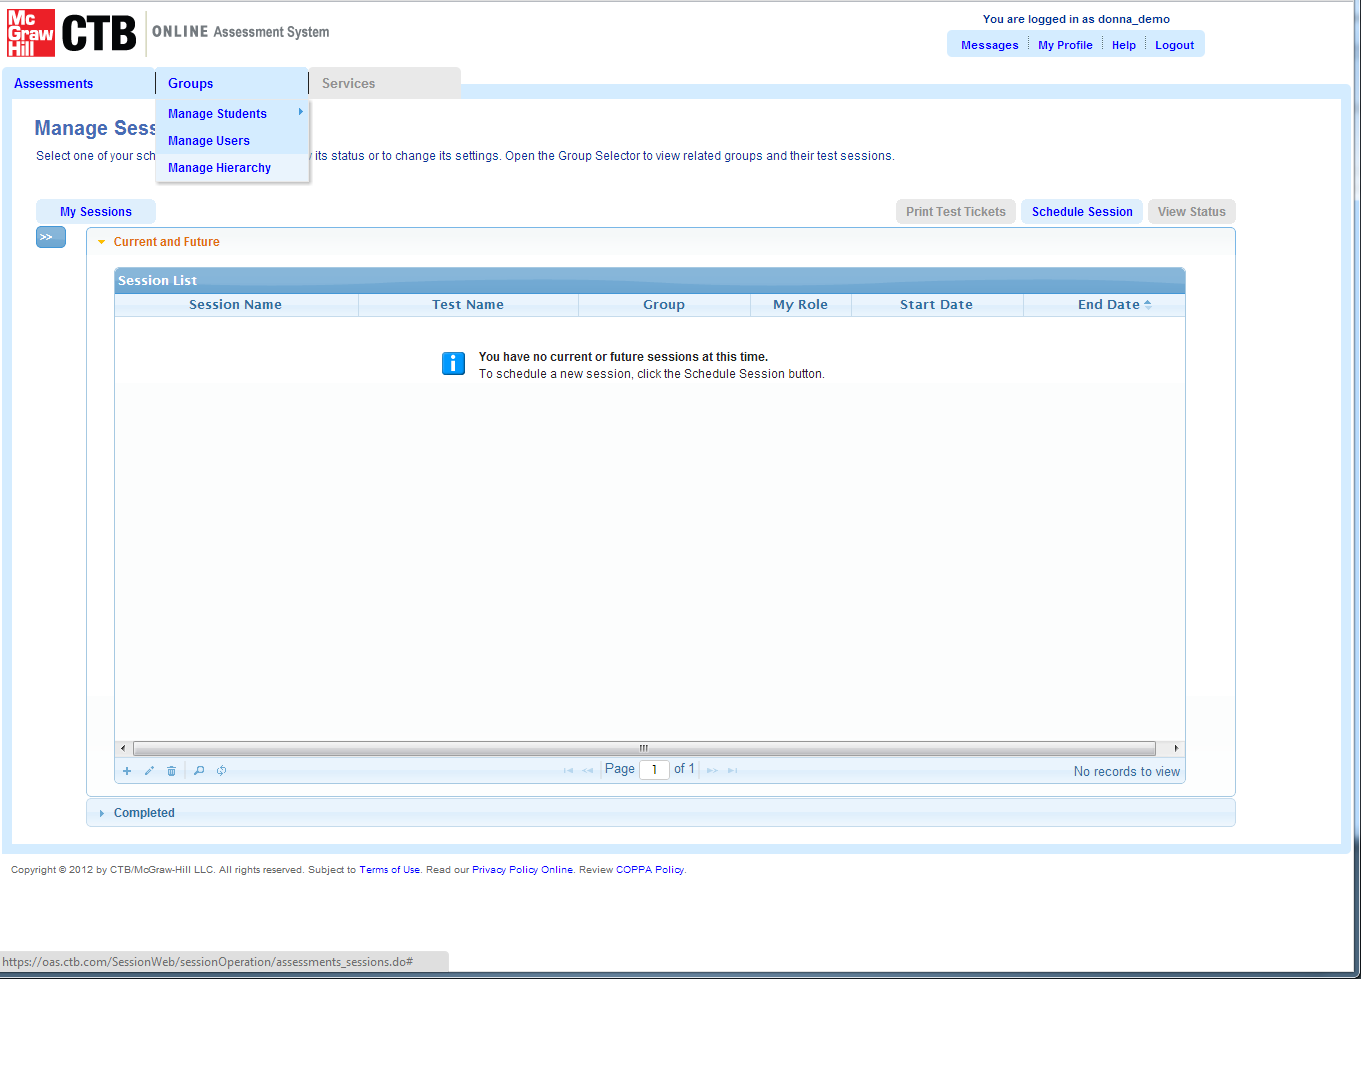 Mc
Graw
Hill
CTB
ONLINE Assessment System
You are logged in as donna_demo
Messages
My Profile
Help
Logout
Assessments
Groups
Services
Manage Students
Manage Users
Manage Hierarchy
Manage Sess
Select one of your sch
its status or to change its settings. Open the Group Selector to view related groups and their test sessions.
My Sessions
Print Test Tickets
Schedule Session
View Status
>>
Current and Future
Session List
Session Name
Test Name
Group
My Role
Start Date
End Date
You have no current or future sessions at this time.
To schedule a new session, click the Schedule Session button.
Page 1 of 1
No records to view
Completed
Copyright © 2012 by CTB/McGraw-Hill LLC. All rights reserved. Subject to Terms of Use. Read our Privacy Policy Online. Review COPPA Policy.
https://oas.ctb.com/SessionWeb/sessionOperation/assessments_sessions.do#